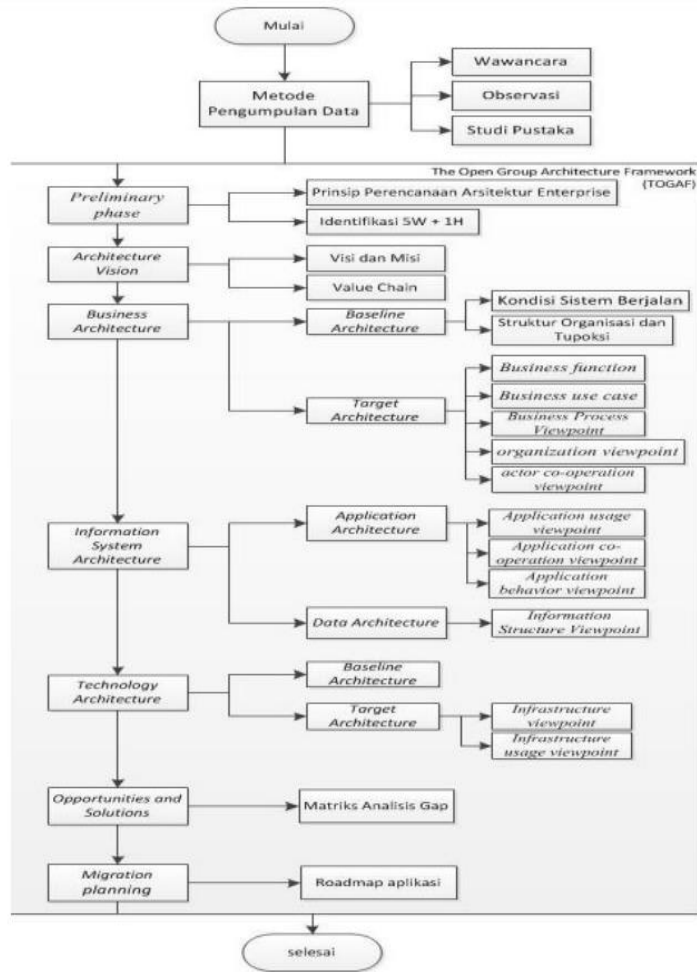 Mulai
Metode
Pengumpulan Data
Wawancara
Observasi
Studi Pustaka
The Open Group Architecture Framework
(TOGAF)
Preliminary
phase
Prinsip Perencanaan Arsitektur Enterprise
Identifikasi 5W + 1H
Architecture
Vision
Visi dan Misi
Value Chain
Business
Architecture
Baseline
Architecture
Kondisi Sistem Berjalan
Struktur Organisasi dan
Tupoksi
Target
Architecture
Business function
Business use case
Business Process
Viewpoint
organization viewpoint
actor co-operation
viewpoint
Information
System
Architecture
Application
Architecture
Application usage
viewpoint
Application co-
operation viewpoint
Application
behavior viewpoint
Data Architecture
Information
Structure Viewpoint
Technology
Architecture
Baseline
Architecture
Target
Architecture
Infrastructure
viewpoint
Infrastructure
usage viewpoint
Opportunities and
Solutions
Matriks Analisis Gap
Migration
planning
Roadmap aplikasi
selesai